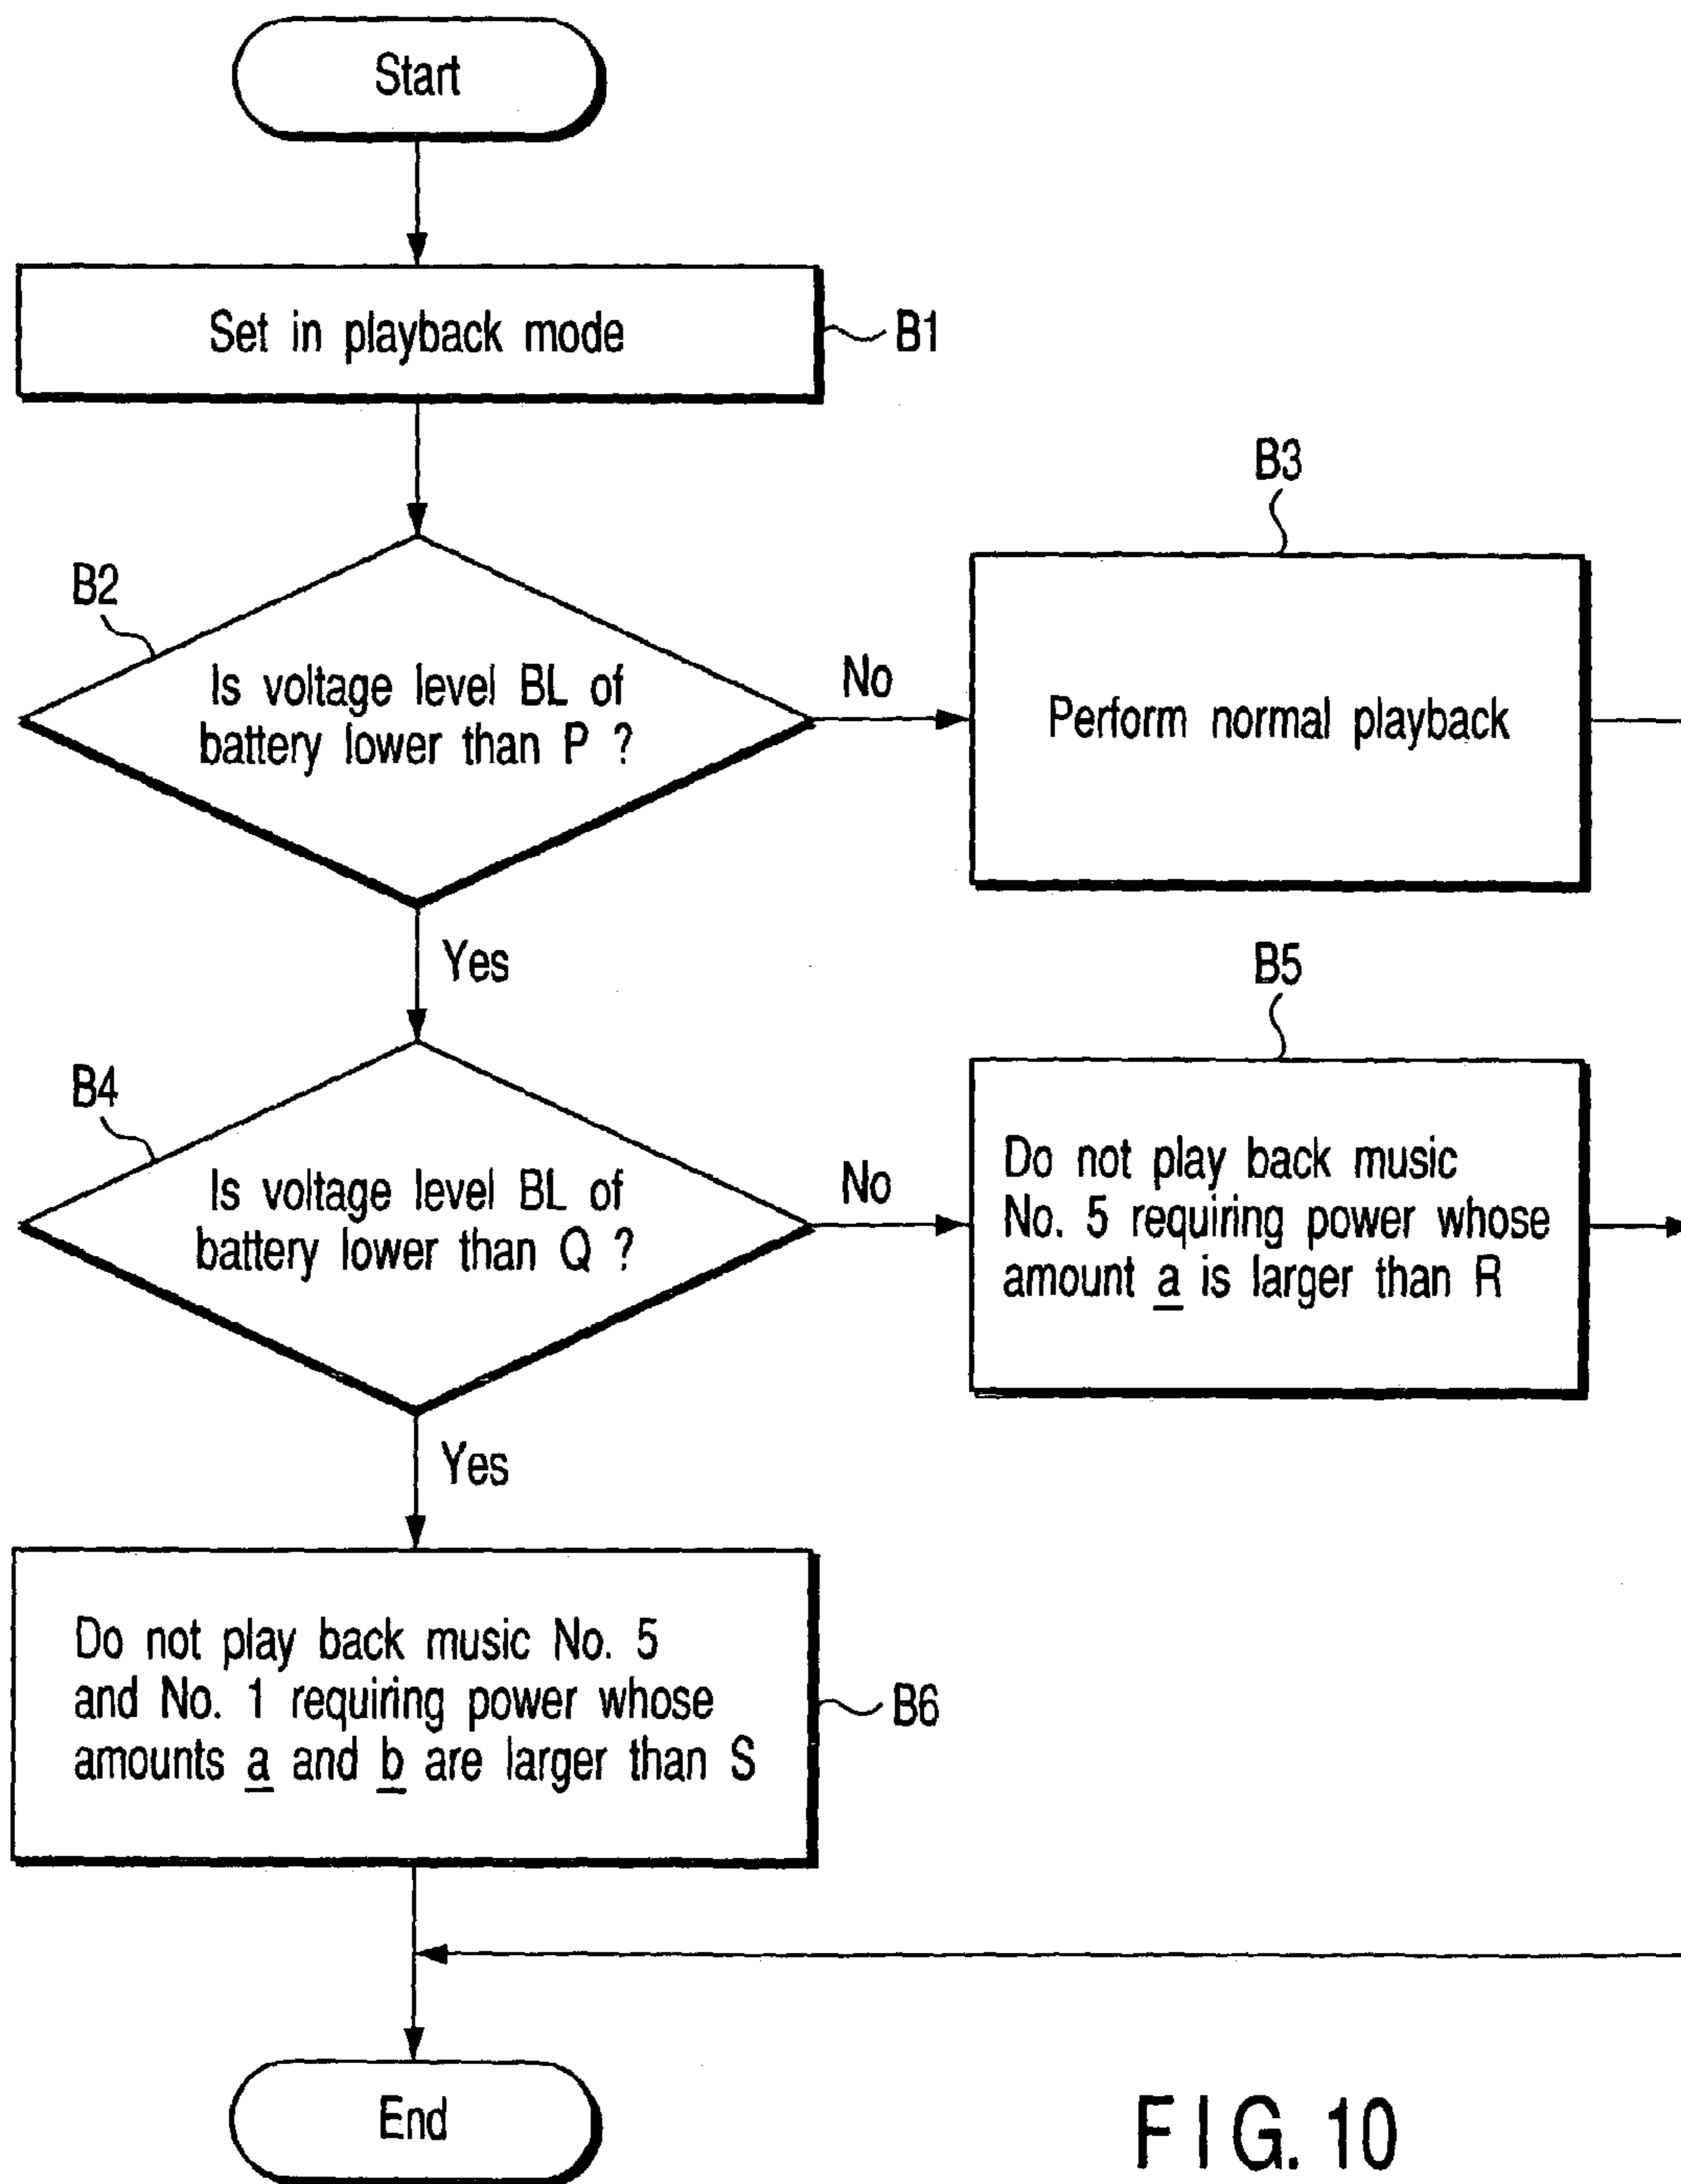 Start
Set in playback mode
B1
B2
Is voltage level BL of
battery lower than P ?
No
B3
Perform normal playback
Yes
B4
Is voltage level BL of
battery lower than Q ?
No
B5
Do not play back music
No. 5 requiring power whose
amount a is larger than R
Yes
Do not play back music No. 5
and No. 1 requiring power whose
amounts a and b are larger than S
B6
End
FIG. 10